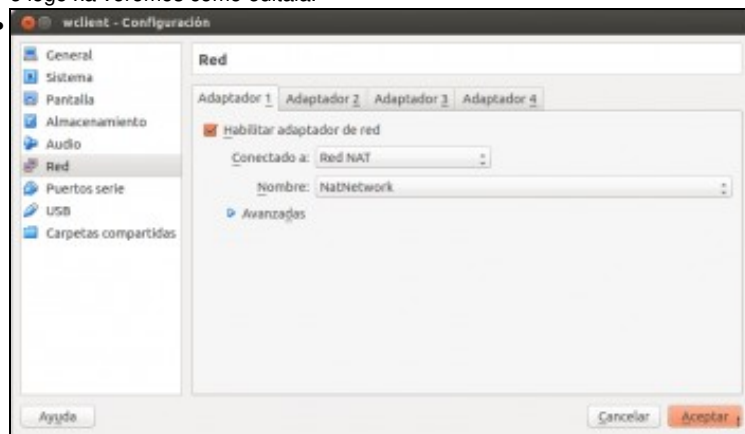 e logo xa veremos como editala.
wclient - Configuración
General
Sistema
Pantalla
Almacenamiento
Audio
Red
Puertos serie
USB
Carpetas compartidas
Red
Adaptador 1 Adaptador 2 Adaptador 3 Adaptador 4
Habilitar adaptador de red
Conectado a: Red NAT
Nombre: NatNetwork
Avanzadas
Ayuda
Cancelar Aceptar